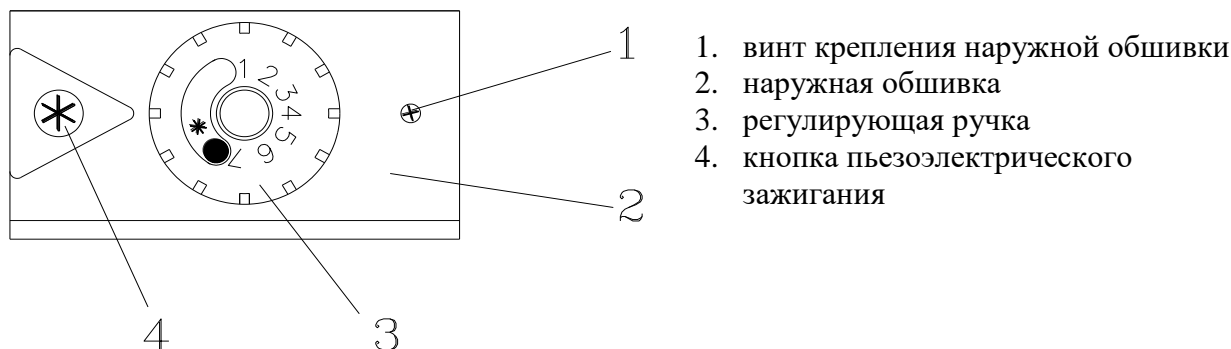 1
2
3
4
5
6
7
1
2
3
4
1. винт крепления наружной обшивки
2. наружная обшивка
3. регулирующая ручка
4. кнопка пьезоэлектрического
зажигания